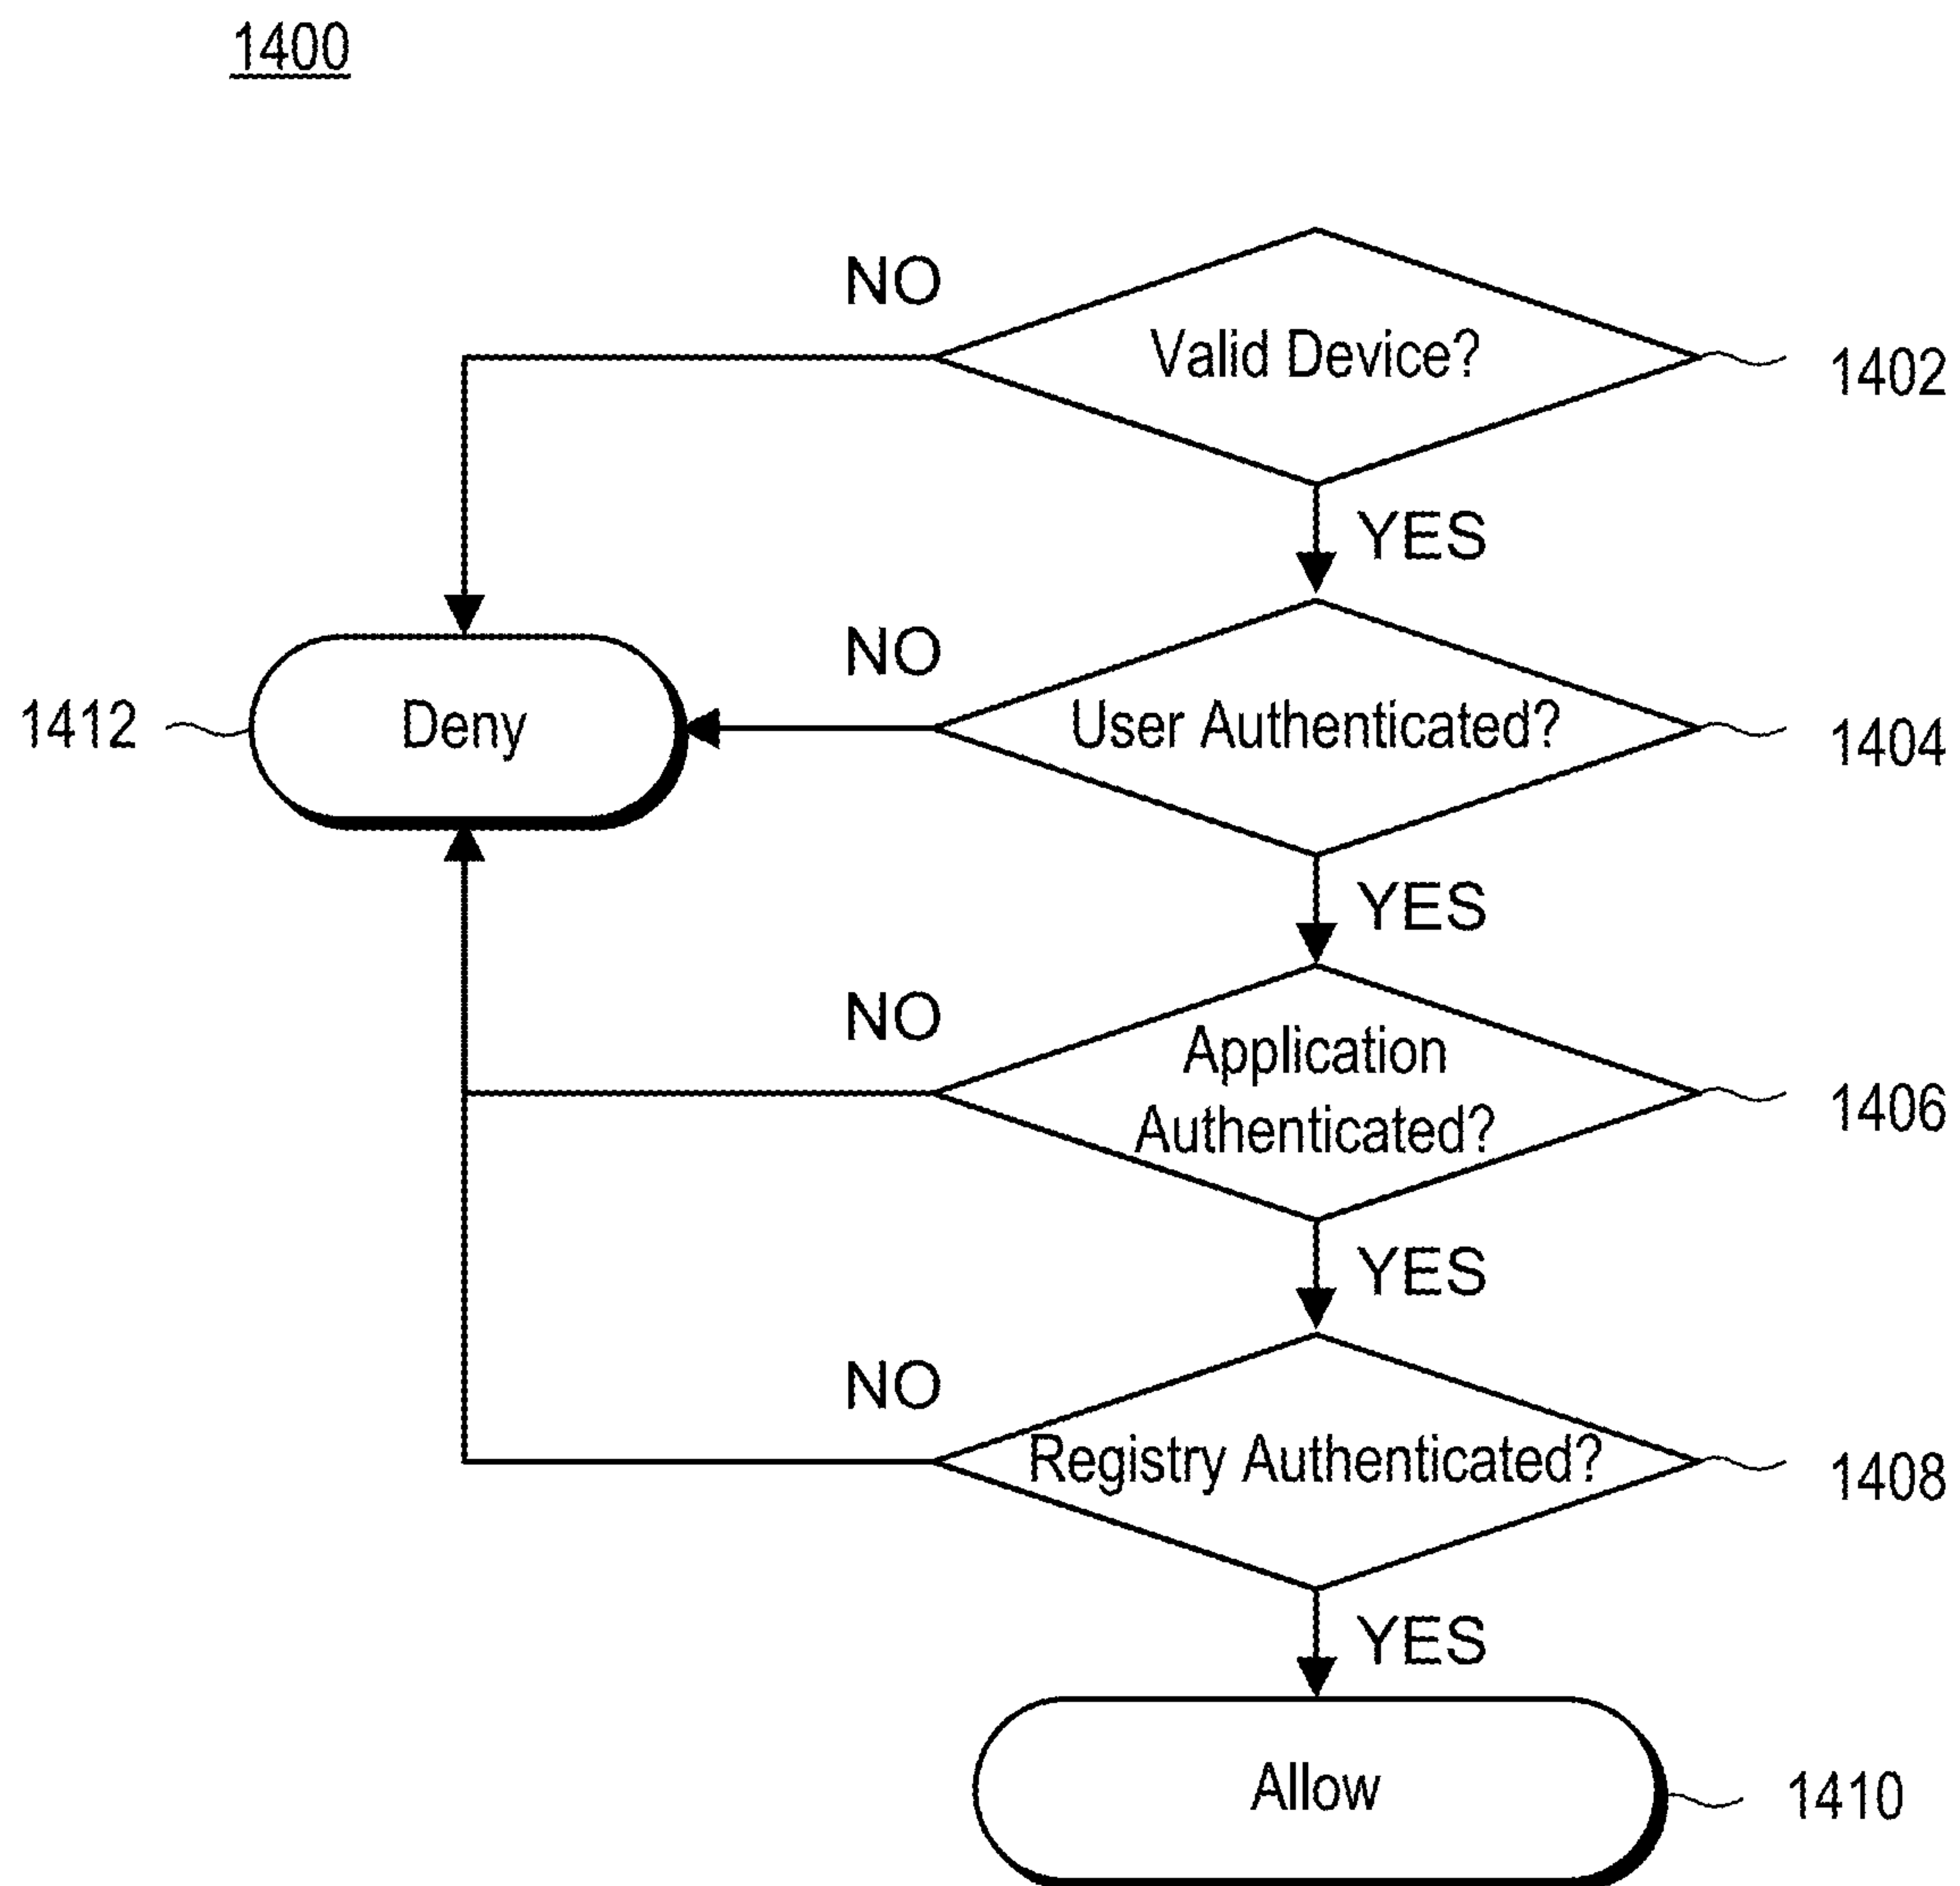 1400
NO
Valid Device?
1402
YES
NO
1412
Deny
User Authenticated?
1404
YES
NO
Application
Authenticated?
1406
YES
NO
Registry Authenticated?
1408
YES
Allow
1410